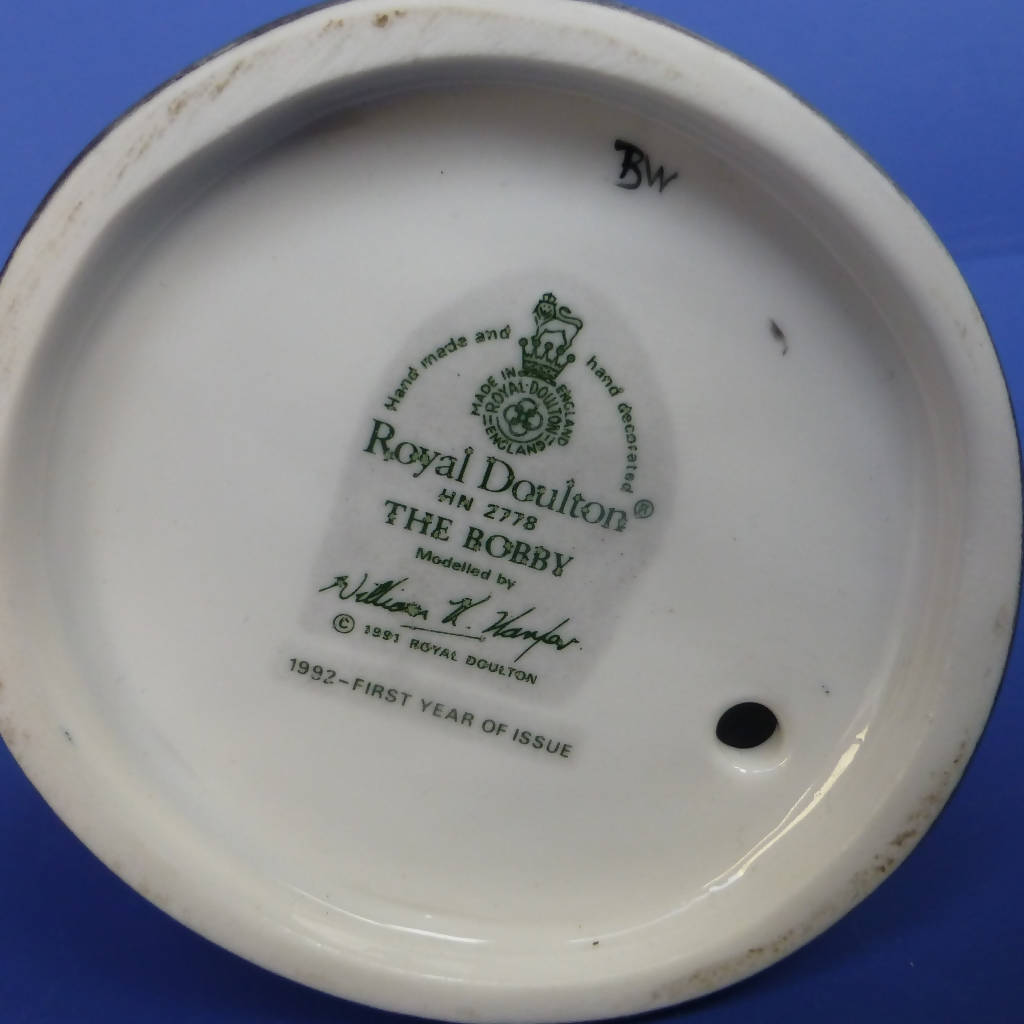 BW
Hand made and hand decorated
MADE IN ENGLAND
ROYAL·DOULTON
ENGLAND
Royal Doulton®
HN 2778
THE BOBBY
Modelled by
William K. Harper
© 1991 ROYAL DOULTON
1992-FIRST YEAR OF ISSUE